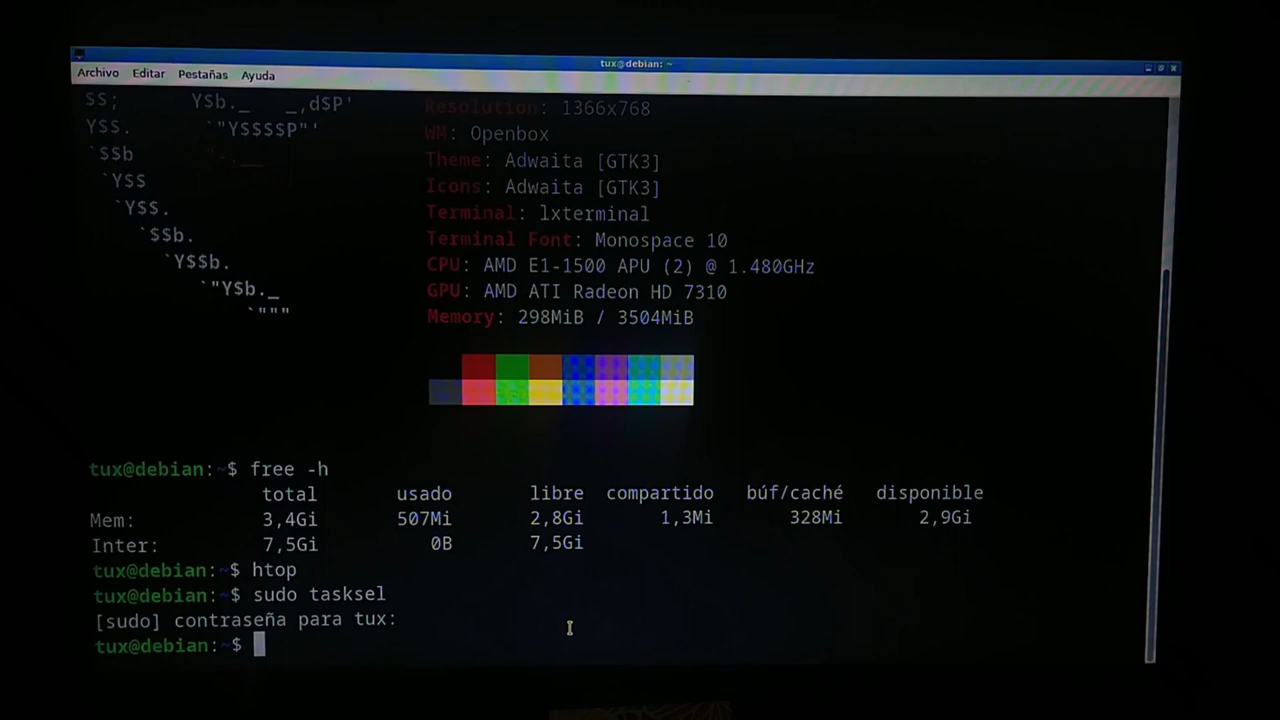 tux@debian: ~
Archivo Editar Pestañas Ayuda
$$; Y$b._ _,d$P' Resolution: 1366x768
Y$$. `"Y$$$$P"' WM: Openbox
`$$b "-.__ Theme: Adwaita [GTK3]
`Y$$ Icons: Adwaita [GTK3]
`Y$$. Terminal: lxterminal
`$$b. Terminal Font: Monospace 10
`Y$$b. CPU: AMD E1-1500 APU (2) @ 1.480GHz
`"Y$b._ GPU: AMD ATI Radeon HD 7310
`""" Memory: 298MiB / 3504MiB
tux@debian:~$ free -h
total usado libre compartido búf/caché disponible
Mem: 3,4Gi 507Mi 2,8Gi 1,3Mi 328Mi 2,9Gi
Inter: 7,5Gi 0B 7,5Gi
tux@debian:~$ htop
tux@debian:~$ sudo tasksel
[sudo] contraseña para tux:
tux@debian:~$